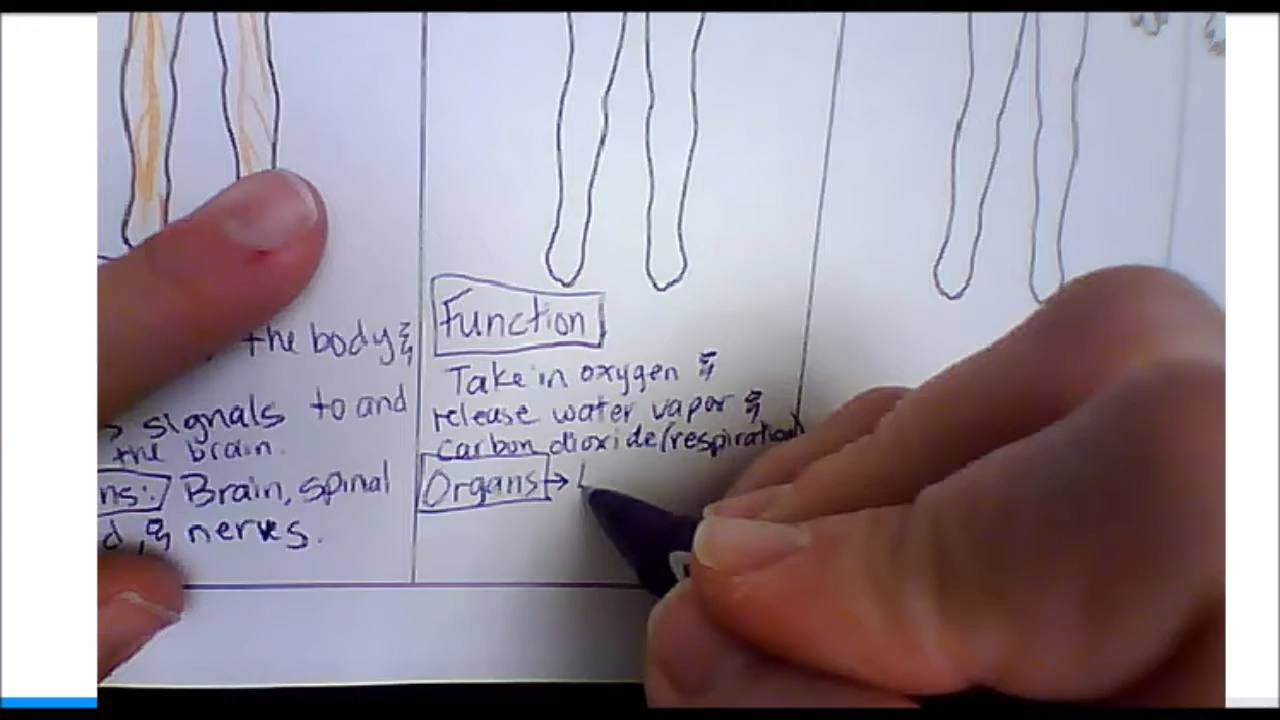 the body &
signals to and
the brain.
ns: Brain, spinal
d, & nerves.
Function
Take in oxygen &
release water vapor &
carbon dioxide (respiration)
Organs → L